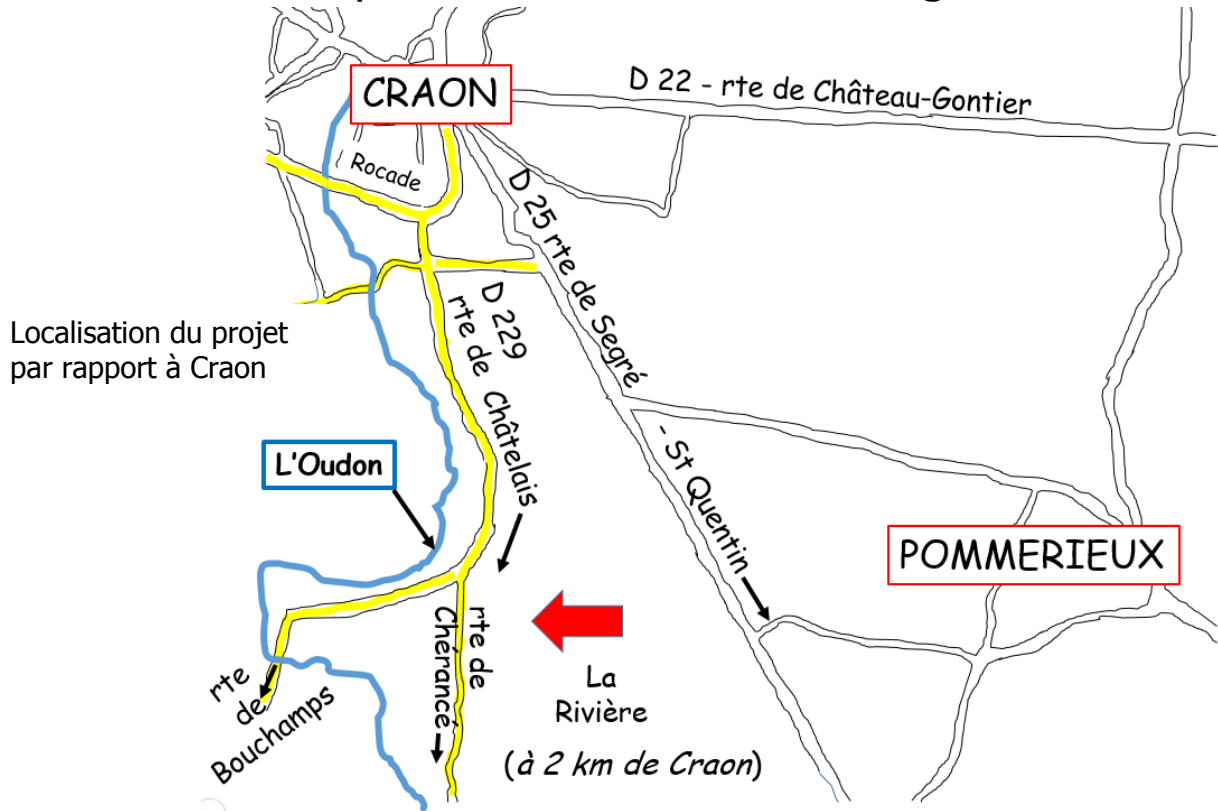 CRAON
D 22 - rte de Château-Gontier
Rocade
D 25 rte de Segré
- St Quentin
D 229
rte de Châtelais
Localisation du projet
par rapport à Craon
L'Oudon
POMMERIEUX
rte de
Chérancé
rte
de
Bouchamps
La
Rivière
(à 2 km de Craon)